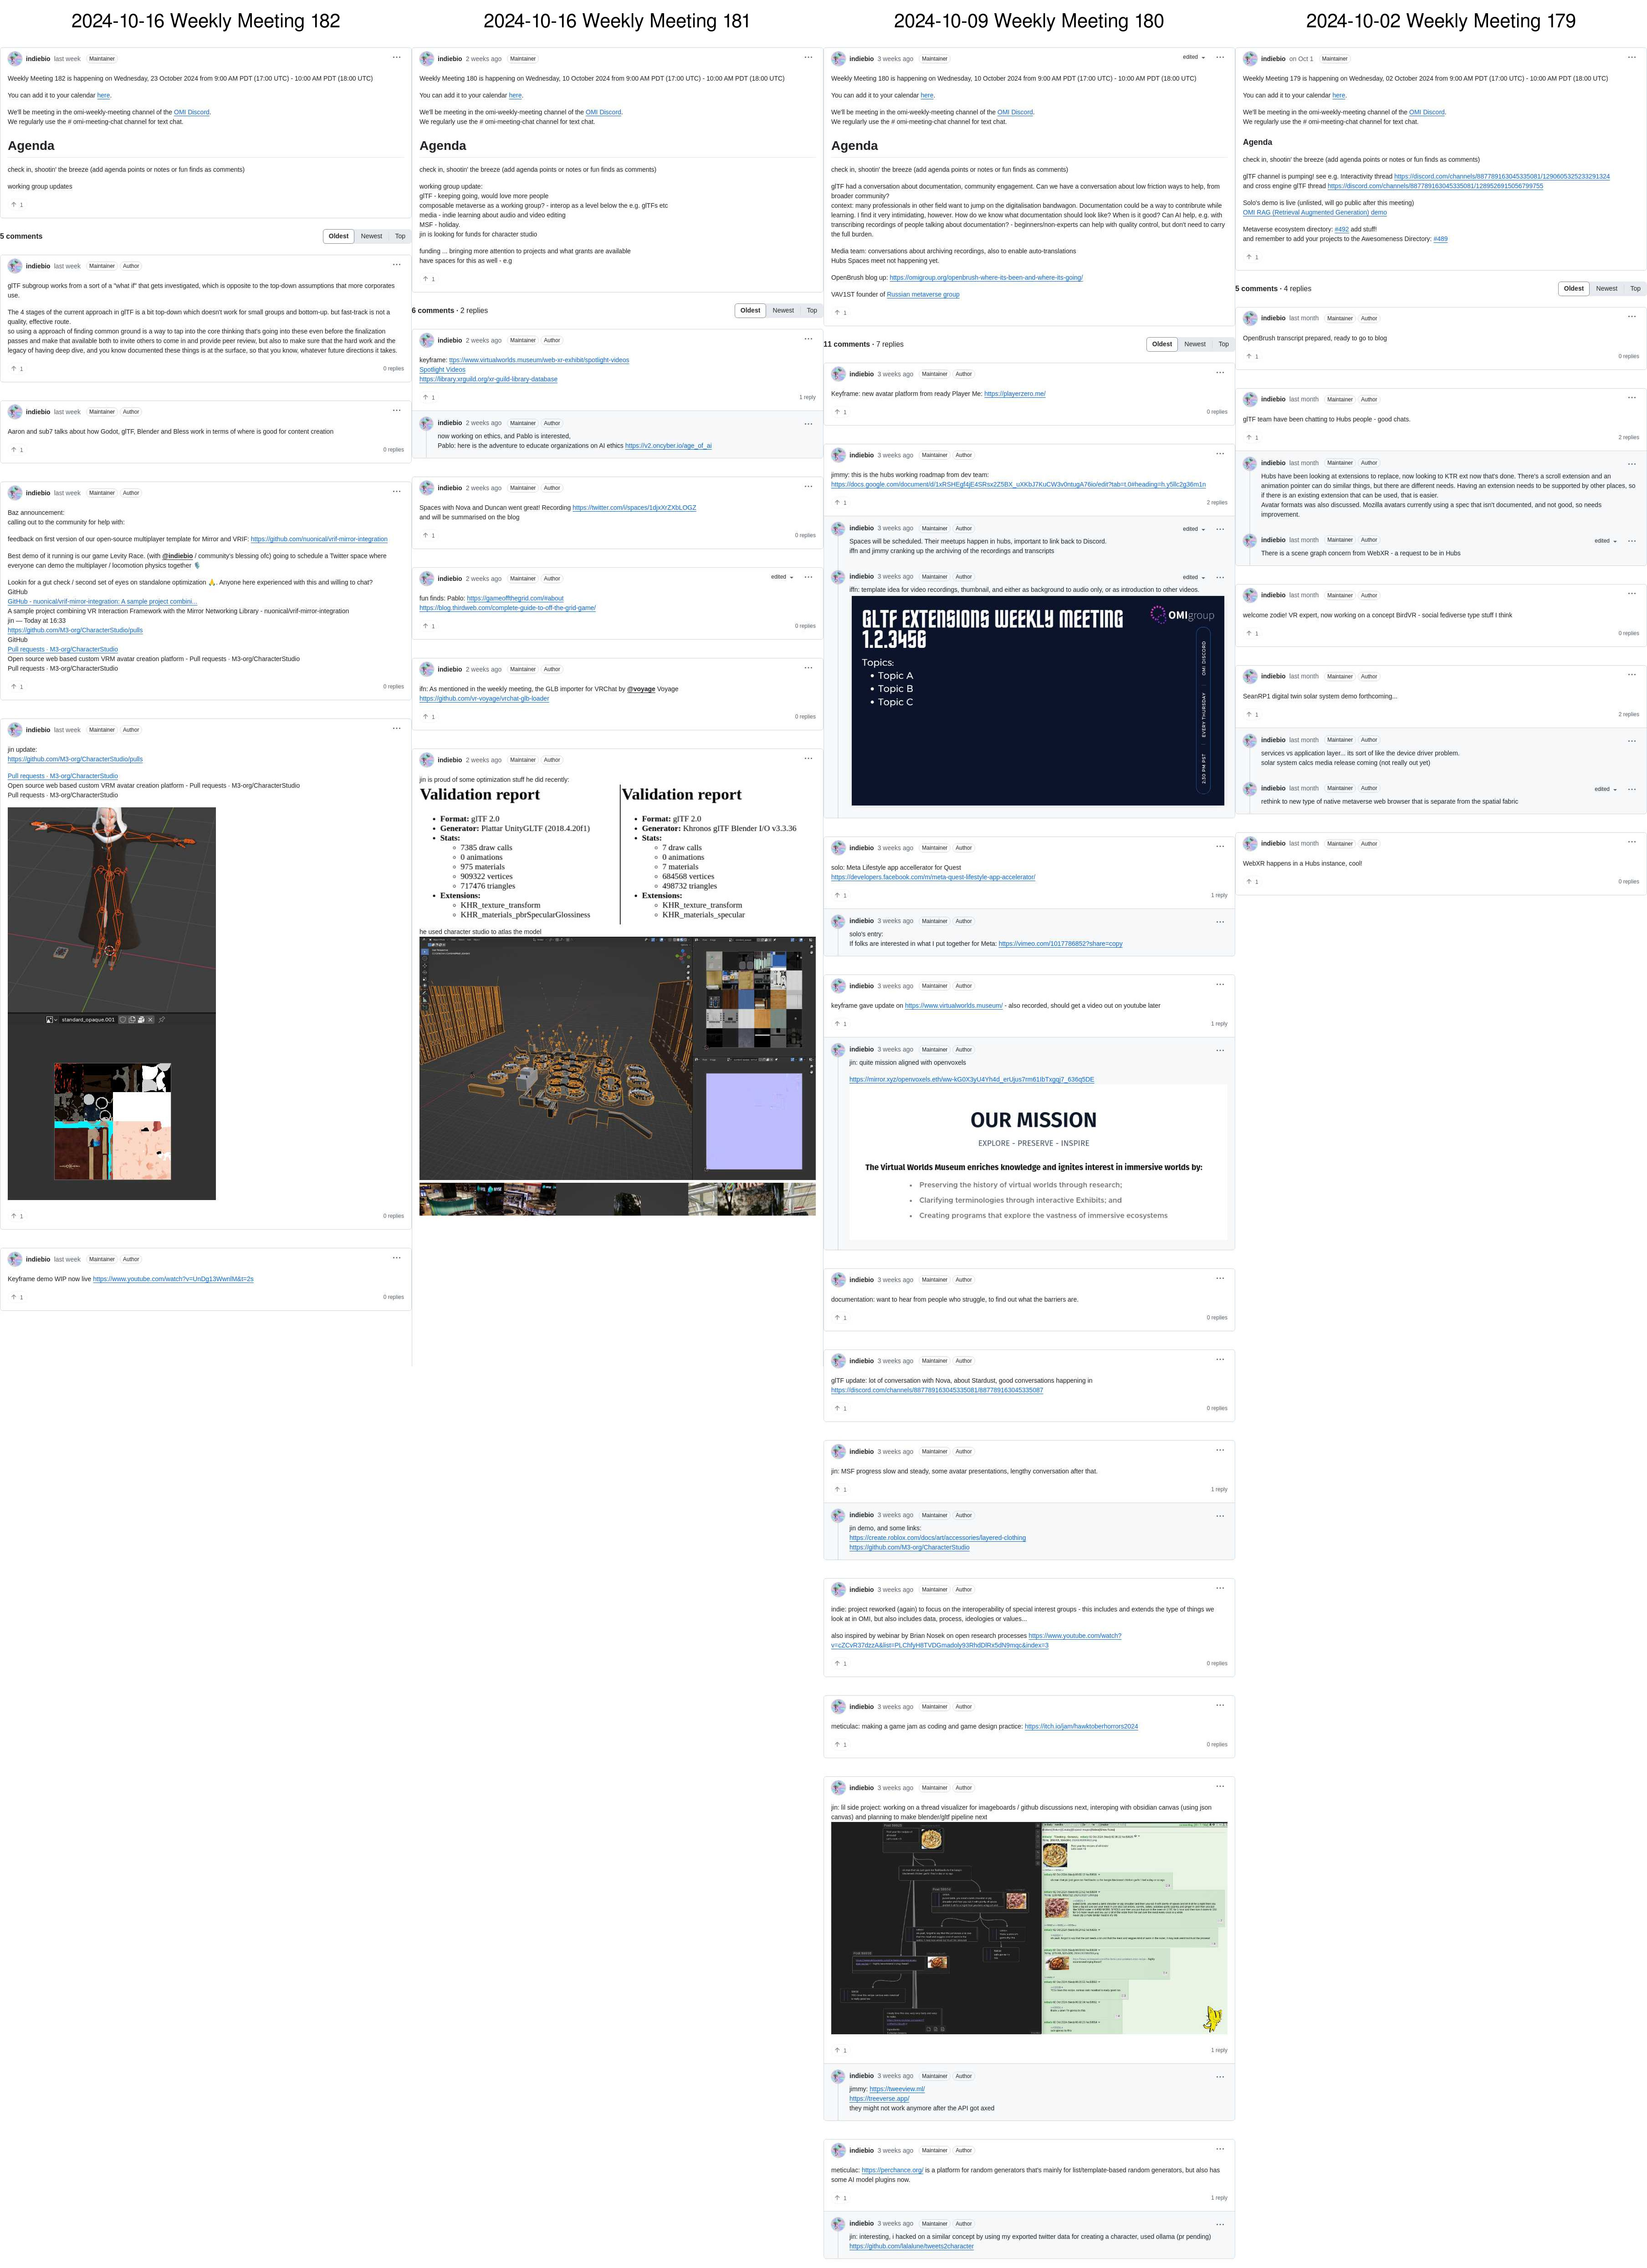 2024-10-16 Weekly Meeting 182
indiebio last week Maintainer
Weekly Meeting 182 is happening on Wednesday, 23 October 2024 from 9:00 AM PDT (17:00 UTC) - 10:00 AM PDT (18:00 UTC)
You can add it to your calendar here.
We'll be meeting in the omi-weekly-meeting channel of the OMI Discord.
We regularly use the # omi-meeting-chat channel for text chat.
Agenda
check in, shootin' the breeze (add agenda points or notes or fun finds as comments)
working group updates
↑ 1
5 comments
Oldest Newest Top
indiebio last week Maintainer Author
glTF subgroup works from a sort of a "what if" that gets investigated, which is opposite to the top-down assumptions that more corporates
use.
The 4 stages of the current approach in glTF is a bit top-down which doesn't work for small groups and bottom-up. but fast-track is not a
quality, effective route.
so using a approach of finding common ground is a way to tap into the core thinking that's going into these even before the finalization
passes and make that available both to invite others to come in and provide peer review, but also to make sure that the hard work and the
legacy of having deep dive, and you know documented these things is at the surface, so that you know, whatever future directions it takes.
↑ 1
0 replies
indiebio last week Maintainer Author
Aaron and sub7 talks about how Godot, glTF, Blender and Bless work in terms of where is good for content creation
↑ 1
0 replies
indiebio last week Maintainer Author
Baz announcement:
calling out to the community for help with:
feedback on first version of our open-source multiplayer template for Mirror and VRIF: https://github.com/nuonical/vrif-mirror-integration
Best demo of it running is our game Levity Race. (with @indiebio / community's blessing ofc) going to schedule a Twitter space where
everyone can demo the multiplayer / locomotion physics together
Lookin for a gut check / second set of eyes on standalone optimization 🙏. Anyone here experienced with this and willing to chat?
GitHub
GitHub - nuonical/vrif-mirror-integration: A sample project combini...
A sample project combining VR Interaction Framework with the Mirror Networking Library - nuonical/vrif-mirror-integration
jin — Today at 16:33
https://github.com/M3-org/CharacterStudio/pulls
GitHub
Pull requests · M3-org/CharacterStudio
Open source web based custom VRM avatar creation platform - Pull requests · M3-org/CharacterStudio
Pull requests · M3-org/CharacterStudio
↑ 1
0 replies
indiebio last week Maintainer Author
jin update:
https://github.com/M3-org/CharacterStudio/pulls
Pull requests · M3-org/CharacterStudio
Open source web based custom VRM avatar creation platform - Pull requests · M3-org/CharacterStudio
Pull requests · M3-org/CharacterStudio
standard_opaque.001
↑ 1
0 replies
indiebio last week Maintainer Author
Keyframe demo WIP now live https://www.youtube.com/watch?v=UnDg13WwnlM&t=2s
↑ 1
0 replies
2024-10-16 Weekly Meeting 181
indiebio 2 weeks ago Maintainer
Weekly Meeting 180 is happening on Wednesday, 10 October 2024 from 9:00 AM PDT (17:00 UTC) - 10:00 AM PDT (18:00 UTC)
You can add it to your calendar here.
We'll be meeting in the omi-weekly-meeting channel of the OMI Discord.
We regularly use the # omi-meeting-chat channel for text chat.
Agenda
check in, shootin' the breeze (add agenda points or notes or fun finds as comments)
working group update:
glTF - keeping going, would love more people
composable metaverse as a working group? - interop as a level below the e.g. glTFs etc
media - indie learning about audio and video editing
MSF - holiday.
jin is looking for funds for character studio
funding ... bringing more attention to projects and what grants are available
have spaces for this as well - e.g
↑ 1
6 comments · 2 replies
Oldest Newest Top
indiebio 2 weeks ago Maintainer Author
keyframe: ttps://www.virtualworlds.museum/web-xr-exhibit/spotlight-videos
Spotlight Videos
https://library.xrguild.org/xr-guild-library-database
↑ 1
1 reply
indiebio 2 weeks ago Maintainer Author
now working on ethics, and Pablo is interested,
Pablo: here is the adventure to educate organizations on AI ethics https://v2.oncyber.io/age_of_ai
indiebio 2 weeks ago Maintainer Author
Spaces with Nova and Duncan went great! Recording https://twitter.com/i/spaces/1djxXrZXbLOGZ
and will be summarised on the blog
↑ 1
0 replies
indiebio 2 weeks ago Maintainer Author
edited
fun finds: Pablo: https://gameoffthegrid.com/#about
https://blog.thirdweb.com/complete-guide-to-off-the-grid-game/
↑ 1
0 replies
indiebio 2 weeks ago Maintainer Author
ifn: As mentioned in the weekly meeting, the GLB importer for VRChat by @voyage Voyage
https://github.com/vr-voyage/vrchat-glb-loader
↑ 1
0 replies
indiebio 2 weeks ago Maintainer Author
jin is proud of some optimization stuff he did recently:
Validation report
• Format: glTF 2.0
• Generator: Plattar UnityGLTF (2018.4.20f1)
• Stats:
7385 draw calls
0 animations
975 materials
909322 vertices
717476 triangles
• Extensions:
KHR_texture_transform
KHR_materials_pbrSpecularGlossiness
Validation report
• Format: glTF 2.0
• Generator: Khronos glTF Blender I/O v3.3.36
• Stats:
7 draw calls
0 animations
7 materials
684568 vertices
498732 triangles
• Extensions:
KHR_texture_transform
KHR_materials_specular
he used character studio to atlas the model
2024-10-09 Weekly Meeting 180
indiebio 3 weeks ago Maintainer
edited
Weekly Meeting 180 is happening on Wednesday, 10 October 2024 from 9:00 AM PDT (17:00 UTC) - 10:00 AM PDT (18:00 UTC)
You can add it to your calendar here.
We'll be meeting in the omi-weekly-meeting channel of the OMI Discord.
We regularly use the # omi-meeting-chat channel for text chat.
Agenda
check in, shootin' the breeze (add agenda points or notes or fun finds as comments)
glTF had a conversation about documentation, community engagement. Can we have a conversation about low friction ways to help, from
broader community?
context: many professionals in other field want to jump on the digitalisation bandwagon. Documentation could be a way to contribute while
learning. I find it very intimidating, however. How do we know what documentation should look like? When is it good? Can AI help, e.g. with
transcribing recordings of people talking about documentation? - beginners/non-experts can help with quality control, but don't need to carry
the full burden.
Media team: conversations about archiving recordings, also to enable auto-translations
Hubs Spaces meet not happening yet.
OpenBrush blog up: https://omigroup.org/openbrush-where-its-been-and-where-its-going/
VAV1ST founder of Russian metaverse group
↑ 1
11 comments · 7 replies
Oldest Newest Top
indiebio 3 weeks ago Maintainer Author
Keyframe: new avatar platform from ready Player Me: https://playerzero.me/
↑ 1
0 replies
indiebio 3 weeks ago Maintainer Author
jimmy: this is the hubs working roadmap from dev team:
https://docs.google.com/document/d/1xRSHEgf4jE4SRsx2Z5BX_uXKbJ7KuCW3v0ntugA76io/edit?tab=t.0#heading=h.y5llc2g36m1n
↑ 1
2 replies
indiebio 3 weeks ago Maintainer Author
edited
Spaces will be scheduled. Their meetups happen in hubs, important to link back to Discord.
iffn and jimmy cranking up the archiving of the recordings and transcripts
indiebio 3 weeks ago Maintainer Author
edited
iffn: template idea for video recordings, thumbnail, and either as background to audio only, or as introduction to other videos.
GLTF EXTENSIONS WEEKLY MEETING
1.2.3456
OMIgroup
Topics:
• Topic A
• Topic B
• Topic C
2:30 PM PST | EVERY THURSDAY | OMI DISCORD
indiebio 3 weeks ago Maintainer Author
solo: Meta Lifestyle app accellerator for Quest
https://developers.facebook.com/m/meta-quest-lifestyle-app-accelerator/
↑ 1
1 reply
indiebio 3 weeks ago Maintainer Author
solo's entry:
If folks are interested in what I put together for Meta: https://vimeo.com/1017786852?share=copy
indiebio 3 weeks ago Maintainer Author
keyframe gave update on https://www.virtualworlds.museum/ - also recorded, should get a video out on youtube later
↑ 1
1 reply
indiebio 3 weeks ago Maintainer Author
jin: quite mission aligned with openvoxels
https://mirror.xyz/openvoxels.eth/ww-kG0X3yU4Yh4d_erUjus7rm61IbTxgqj7_636q5DE
OUR MISSION
EXPLORE - PRESERVE - INSPIRE
The Virtual Worlds Museum enriches knowledge and ignites interest in immersive worlds by:
• Preserving the history of virtual worlds through research;
• Clarifying terminologies through interactive Exhibits; and
• Creating programs that explore the vastness of immersive ecosystems
indiebio 3 weeks ago Maintainer Author
documentation: want to hear from people who struggle, to find out what the barriers are.
↑ 1
0 replies
indiebio 3 weeks ago Maintainer Author
glTF update: lot of conversation with Nova, about Stardust, good conversations happening in
https://discord.com/channels/887789163045335081/887789163045335087
↑ 1
0 replies
indiebio 3 weeks ago Maintainer Author
jin: MSF progress slow and steady, some avatar presentations, lengthy conversation after that.
↑ 1
1 reply
indiebio 3 weeks ago Maintainer Author
jin demo, and some links:
https://create.roblox.com/docs/art/accessories/layered-clothing
https://github.com/M3-org/CharacterStudio
indiebio 3 weeks ago Maintainer Author
indie: project reworked (again) to focus on the interoperability of special interest groups - this includes and extends the type of things we
look at in OMI, but also includes data, process, ideologies or values...
also inspired by webinar by Brian Nosek on open research processes https://www.youtube.com/watch?
v=cZCvR37dzzA&list=PLChfyH8TVDGmadoly93RhdDlRx5dN9mqc&index=3
↑ 1
0 replies
indiebio 3 weeks ago Maintainer Author
meticulac: making a game jam as coding and game design practice: https://itch.io/jam/hawktoberhorrors2024
↑ 1
0 replies
indiebio 3 weeks ago Maintainer Author
jin: lil side project: working on a thread visualizer for imageboards / github discussions next, interoping with obsidian canvas (using json
canvas) and planning to make blender/gltf pipeline next
↑ 1
1 reply
indiebio 3 weeks ago Maintainer Author
jimmy: https://tweeview.ml/
https://treeverse.app/
they might not work anymore after the API got axed
indiebio 3 weeks ago Maintainer Author
meticulac: https://perchance.org/ is a platform for random generators that's mainly for list/template-based random generators, but also has
some AI model plugins now.
↑ 1
1 reply
indiebio 3 weeks ago Maintainer Author
jin: interesting, i hacked on a similar concept by using my exported twitter data for creating a character, used ollama (pr pending)
https://github.com/lalalune/tweets2character
2024-10-02 Weekly Meeting 179
indiebio on Oct 1 Maintainer
Weekly Meeting 179 is happening on Wednesday, 02 October 2024 from 9:00 AM PDT (17:00 UTC) - 10:00 AM PDT (18:00 UTC)
You can add it to your calendar here.
We'll be meeting in the omi-weekly-meeting channel of the OMI Discord.
We regularly use the # omi-meeting-chat channel for text chat.
Agenda
check in, shootin' the breeze (add agenda points or notes or fun finds as comments)
glTF channel is pumping! see e.g. Interactivity thread https://discord.com/channels/887789163045335081/1290605325233291324
and cross engine glTF thread https://discord.com/channels/887789163045335081/1289526915056799755
Solo's demo is live (unlisted, will go public after this meeting)
OMI RAG (Retrieval Augmented Generation) demo
Metaverse ecosystem directory: #492 add stuff!
and remember to add your projects to the Awesomeness Directory: #489
↑ 1
5 comments · 4 replies
Oldest Newest Top
indiebio last month Maintainer Author
OpenBrush transcript prepared, ready to go to blog
↑ 1
0 replies
indiebio last month Maintainer Author
glTF team have been chatting to Hubs people - good chats.
↑ 1
2 replies
indiebio last month Maintainer Author
Hubs have been looking at extensions to replace, now looking to KTR ext now that's done. There's a scroll extension and an
animation pointer can do similar things, but there are different needs. Having an extension needs to be supported by other places, so
if there is an existing extension that can be used, that is easier.
Avatar formats was also discussed. Mozilla avatars currently using a spec that isn't documented, and not good, so needs
improvement.
indiebio last month Maintainer Author
edited
There is a scene graph concern from WebXR - a request to be in Hubs
indiebio last month Maintainer Author
welcome zodie! VR expert, now working on a concept BirdVR - social fediverse type stuff I think
↑ 1
0 replies
indiebio last month Maintainer Author
SeanRP1 digital twin solar system demo forthcoming...
↑ 1
2 replies
indiebio last month Maintainer Author
services vs application layer... its sort of like the device driver problem.
solar system calcs media release coming (not really out yet)
indiebio last month Maintainer Author
edited
rethink to new type of native metaverse web browser that is separate from the spatial fabric
indiebio last month Maintainer Author
WebXR happens in a Hubs instance, cool!
↑ 1
0 replies